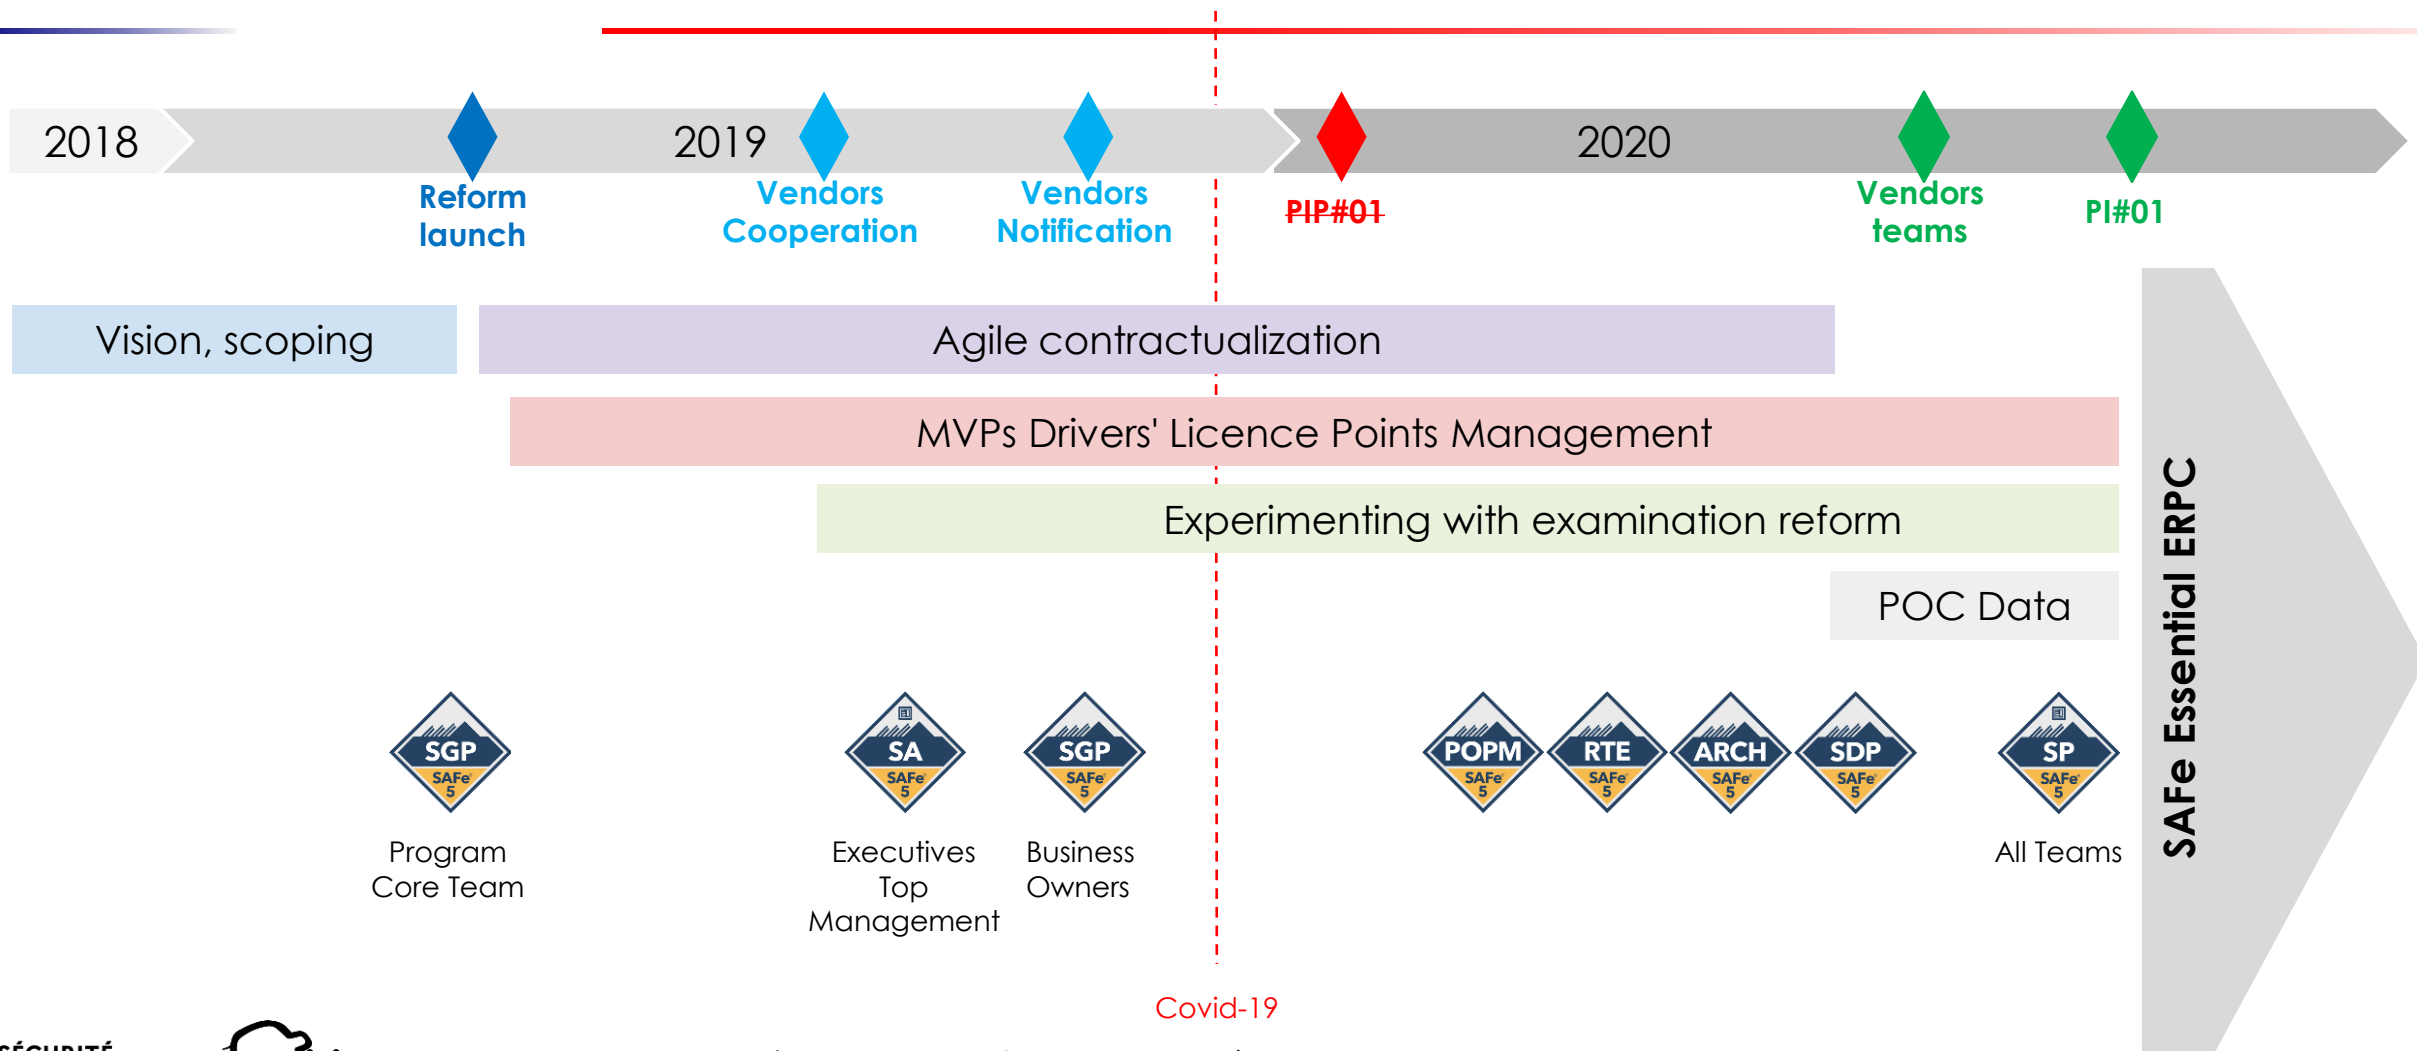 2018
2019
2020
Reform
launch
Vendors
Cooperation
Vendors
Notification
PIP#01
Vendors
teams
PI#01
Vision, scoping
Agile contractualization
MVPs Drivers' Licence Points Management
Experimenting with examination reform
POC Data
SAFe Essential ERPC
SGP
SAFe
5
SA
SAFe
5
SGP
SAFe
5
POPM
SAFe
5
RTE
SAFe
5
ARCH
SAFe
5
SDP
SAFe
5
SP
SAFe
5
Program
Core Team
Executives
Top
Management
Business
Owners
All Teams
Covid-19
SÉCURITÉ